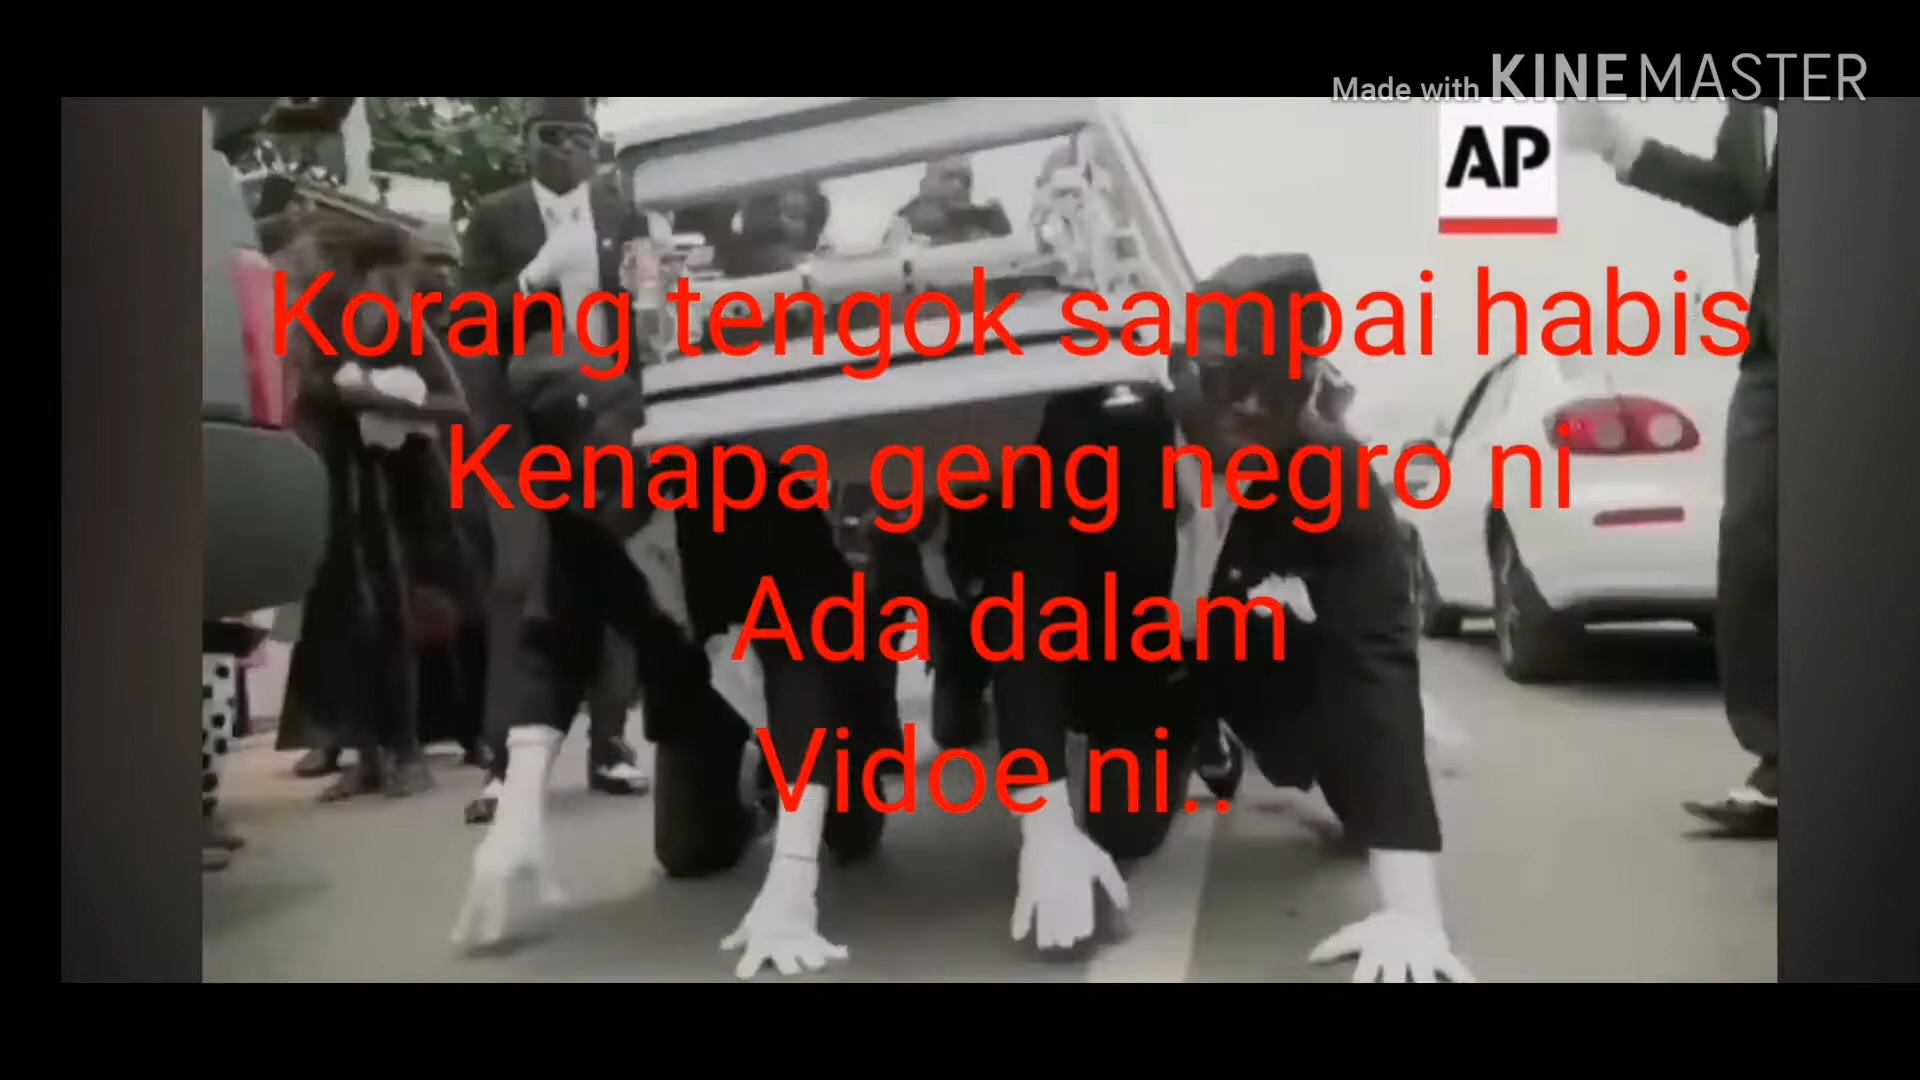 Made with KINEMASTER
AP
Korang tengok sampai habis
Kenapa geng negro ni
Ada dalam
Vidoe ni..